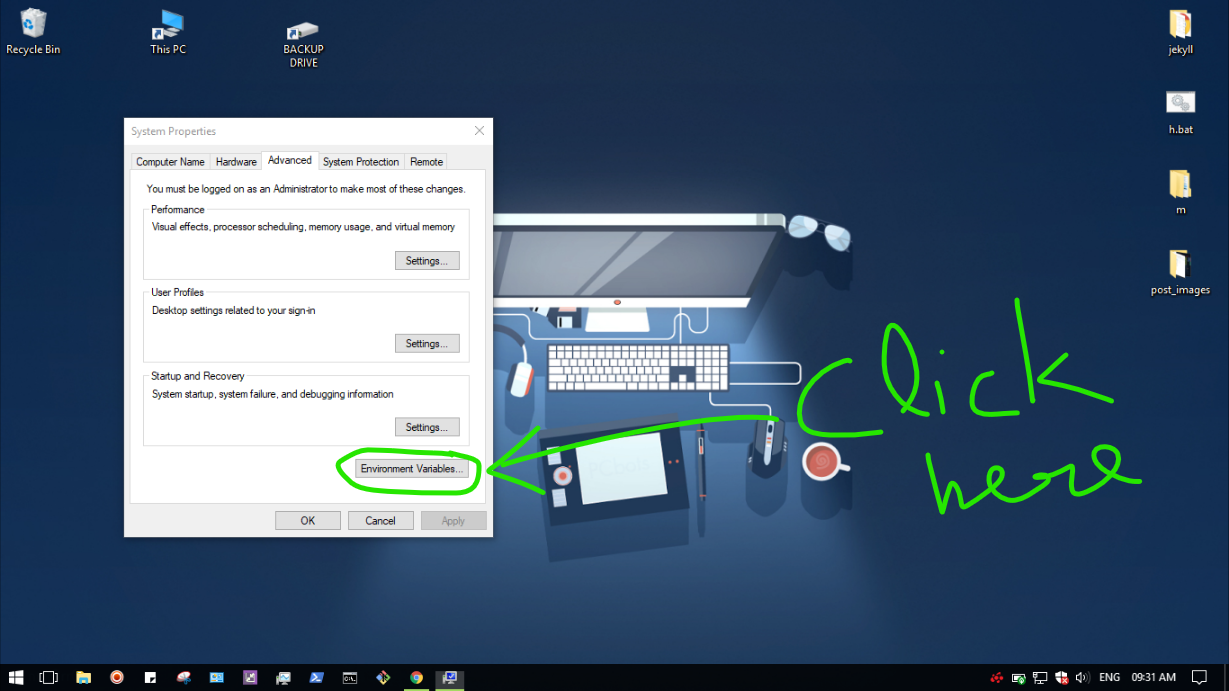 Recycle Bin
This PC
BACKUP
DRIVE
jekyll
h.bat
m
post_images
System Properties
Computer Name Hardware Advanced System Protection Remote
You must be logged on as an Administrator to make most of these changes.
Performance
Visual effects, processor scheduling, memory usage, and virtual memory
Settings...
User Profiles
Desktop settings related to your sign-in
Settings...
Startup and Recovery
System startup, system failure, and debugging information
Settings...
Environment Variables...
OK Cancel Apply
Click
here
ENG 09:31 AM